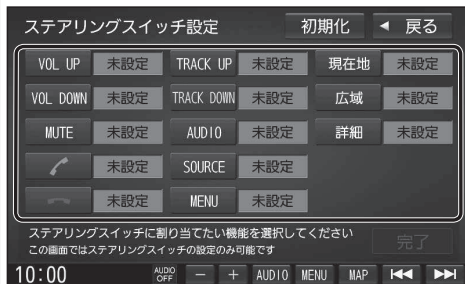 ステアリングスイッチ設定 初期化 ◀ 戻る
VOL UP 未設定 TRACK UP 未設定 現在地 未設定
VOL DOWN 未設定 TRACK DOWN 未設定 広域 未設定
MUTE 未設定 AUDIO 未設定 詳細 未設定
未設定 SOURCE 未設定
未設定 MENU 未設定
ステアリングスイッチに割り当てたい機能を選択してください
この画面ではステアリングスイッチの設定のみ可能です
完了
10:00 AUDIO OFF － ＋ AUDIO MENU MAP